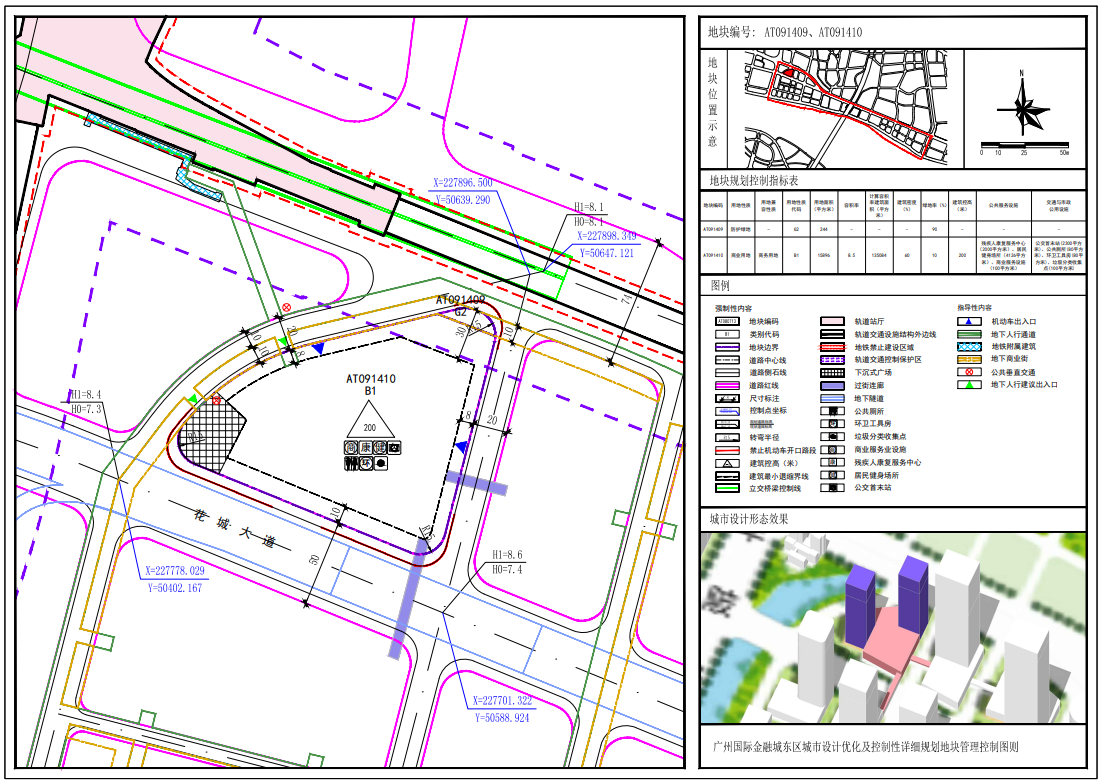 X=227896.500
Y=50639.290
H1=8.1
H0=8.1
X=227898.349
Y=50647.121
74
AT091409
G2
30
15
10
20
10
10
8
AT091410
B1
200
康
健
环
8
20
H1=8.4
H0=7.3
花城大道
10
50
H1=8.6
H0=7.4
X=227778.029
Y=50402.167
X=227701.322
Y=50588.924
地块编号: AT091409、AT091410
地块位置示意
N
0 10 25 50m
地块规划控制指标表
地块编码 用地性质 用地兼容性质 用地性质代码 用地面积(平方米) 容积率 计算容积率建筑面积(平方米) 建筑密度(%) 绿地率(%) 建筑控高(米) 公共服务设施 交通与市政公用设施
AT091409 防护绿地 - G2 344 - - - 90 - - -
AT091410 商业用地 商务用地 B1 15896 8.5 135084 60 10 200 残疾人康复服务中心(2000平方米)、居民健身场所(4136平方米)、商业服务设施(100平方米) 公交首末站(2300平方米)、公共厕所(80平方米)、环卫工具房(80平方米)、垃圾分类收集点(100平方米)
图例
强制性内容
地块编码
类别代码
地块边界
道路中心线
道路侧石线
道路红线
尺寸标注
控制点坐标
转弯半径
禁止机动车开口路段
建筑控高(米)
建筑最小退缩界线
立交桥梁控制线
轨道站厅
轨道交通设施结构外边线
地铁禁止建设区域
轨道交通控制保护区
下沉式广场
过街连廊
地下隧道
公共厕所
环卫工具房
垃圾分类收集点
商业服务业设施
残疾人康复服务中心
居民健身场所
公交首末站
指导性内容
机动车出入口
地下人行通道
地铁附属建筑
地下商业街
公共垂直交通
地下人行建议出入口
城市设计形态效果
广州国际金融城东区城市设计优化及控制性详细规划地块管理控制图则